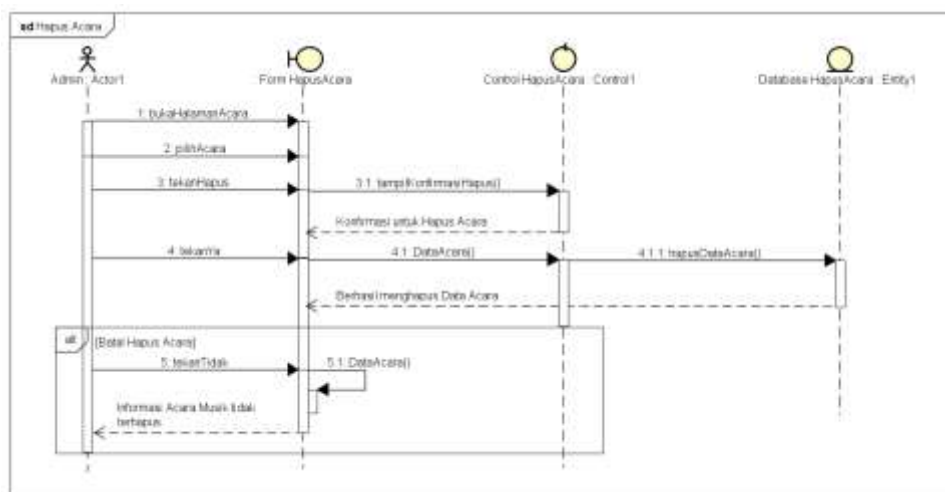 sd Hapus Acara
Admin : Actor1
Form HapusAcara
Control HapusAcara : Control1
Database HapusAcara : Entity1
1: bukaHalamanAcara
2: pilihAcara
3: tekanHapus
3.1: tampilKonfirmasiHapus()
Konfirmasi untuk Hapus Acara
4: tekanYa
4.1: DataAcara()
4.1.1: hapusDataAcara()
Berhasil menghapus Data Acara
alt
[Batal Hapus Acara]
5: tekanTidak
5.1: DataAcara()
Informasi Acara Musik tidak
terhapus